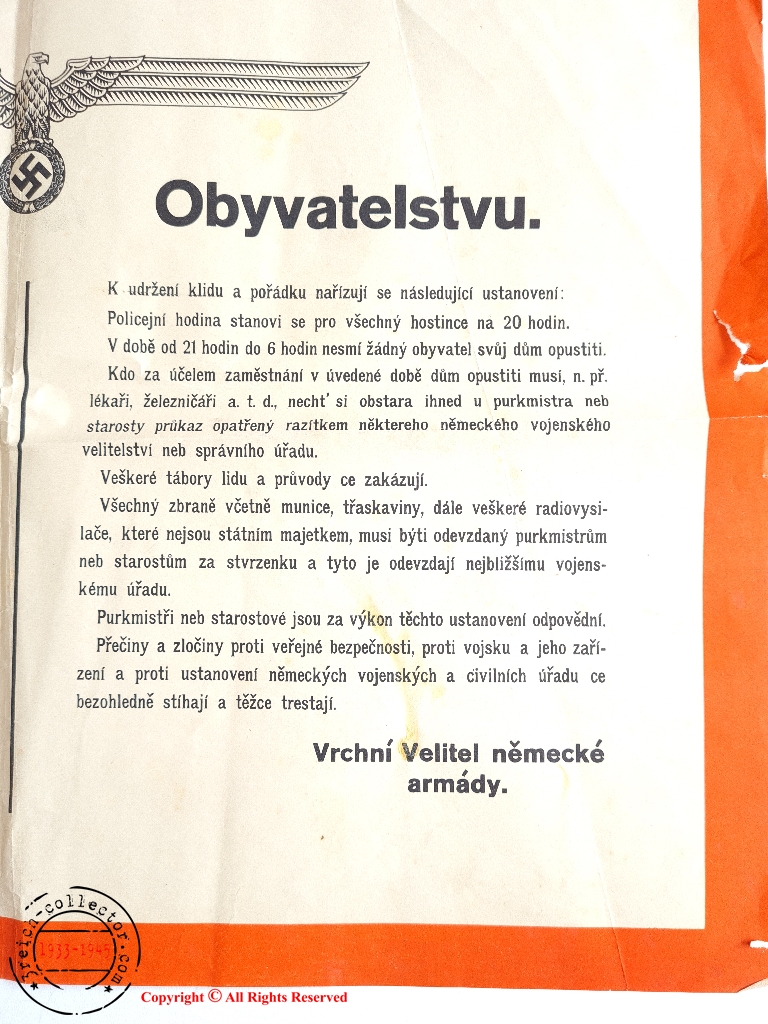 Obyvatelstvu.
K udržení klidu a pořádku nařizují se následující ustanovení:
Policejní hodina stanovi se pro všechný hostince na 20 hodin.
V době od 21 hodin do 6 hodin nesmí žádný obyvatel svůj dům opustiti.
Kdo za účelem zaměstnání v úvedené době dům opustiti musí, n. př.
lékaři, železničáři a. t. d., nechť si obstara ihned u purkmistra neb
starosty průkaz opatřený razítkem některeho německého vojenského
velitelství neb správního úřadu.
Veškeré tábory lidu a průvody ce zakázují.
Všechný zbraně včetně munice, třaskaviny, dále veškeré radiovysi-
lače, které nejsou státním majetkem, musi býti odevzdaný purkmistrům
neb starostům za stvrzenku a tyto je odevzdají nejbližšímu vojen-
skému úřadu.
Purkmistři neb starostové jsou za výkon těchto ustanovení odpovědní.
Přečiny a zločiny proti veřejné bezpečnosti, proti vojsku a jeho zaří-
zení a proti ustanovení německých vojenských a civilních úřadu ce
bezohledně stíhají a těžce trestají.
Vrchní Velitel německé
armády.
3reich-collector.com
1933-1945
Copyright © All Rights Reserved